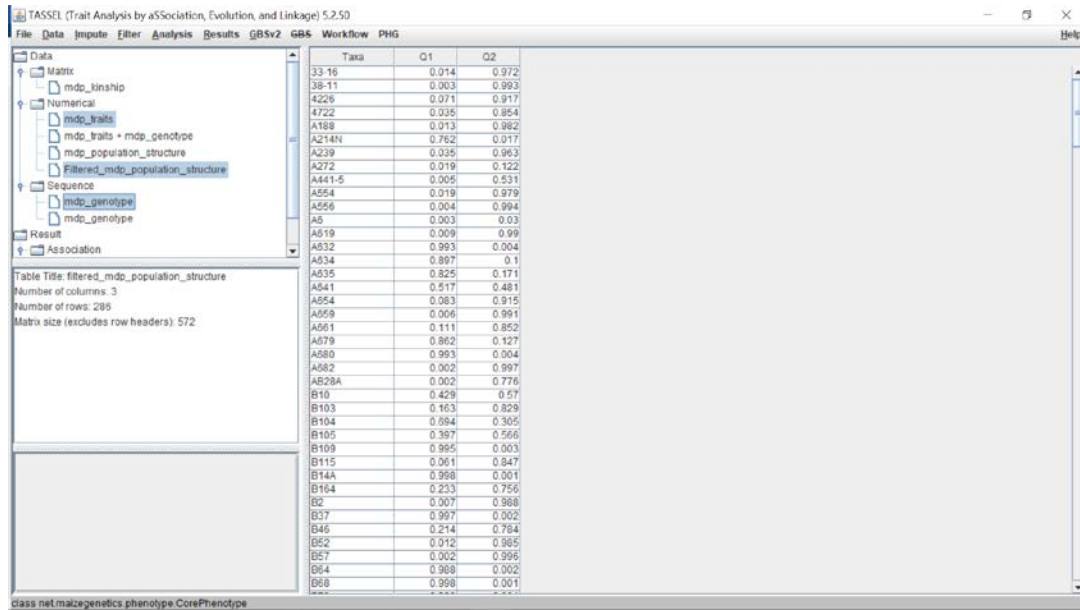 TASSEL (Trait Analysis by aSSociation, Evolution, and Linkage) 5.2.50
File Data Impute Filter Analysis Results GBSv2 GBS Workflow PHG Help
Data
Matrix
mdp_kinship
Numerical
mdp_traits
mdp_traits + mdp_genotype
mdp_population_structure
Filtered_mdp_population_structure
Sequence
mdp_genotype
mdp_genotype
Result
Association
Table Title: filtered_mdp_population_structure
Number of columns: 3
Number of rows: 286
Matrix size (excludes row headers): 572
Taxa Q1 Q2
33-16 0.014 0.972
38-11 0.003 0.993
4226 0.071 0.917
4722 0.035 0.854
A188 0.013 0.982
A214N 0.762 0.017
A239 0.035 0.963
A272 0.019 0.122
A441-5 0.005 0.531
A554 0.019 0.979
A556 0.004 0.994
A6 0.003 0.03
A619 0.009 0.99
A632 0.993 0.004
A634 0.897 0.1
A635 0.825 0.171
A641 0.517 0.481
A654 0.083 0.915
A659 0.006 0.991
A661 0.111 0.852
A679 0.862 0.127
A680 0.993 0.004
A682 0.002 0.997
AB28A 0.002 0.776
B10 0.429 0.57
B103 0.163 0.829
B104 0.694 0.305
B105 0.397 0.566
B109 0.995 0.003
B115 0.061 0.847
B14A 0.998 0.001
B164 0.233 0.756
B2 0.007 0.988
B37 0.997 0.002
B46 0.214 0.784
B52 0.012 0.985
B57 0.002 0.996
B64 0.988 0.002
B68 0.998 0.001
class net.maizegenetics.phenotype.CorePhenotype